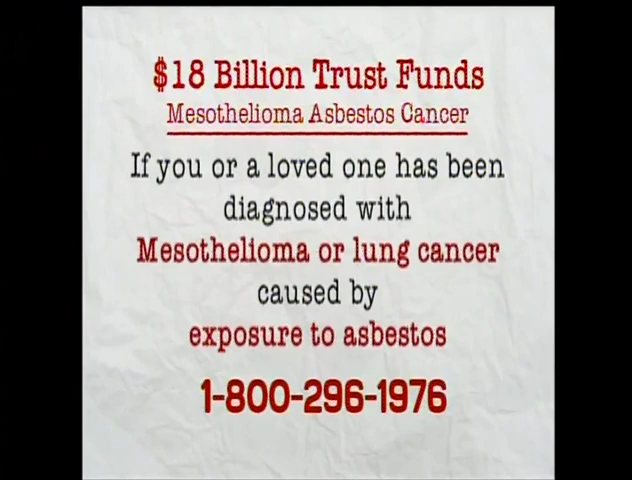 $18 Billion Trust Funds
Mesothelioma Asbestos Cancer
If you or a loved one has been
diagnosed with
Mesothelioma or lung cancer
caused by
exposure to asbestos
1-800-296-1976